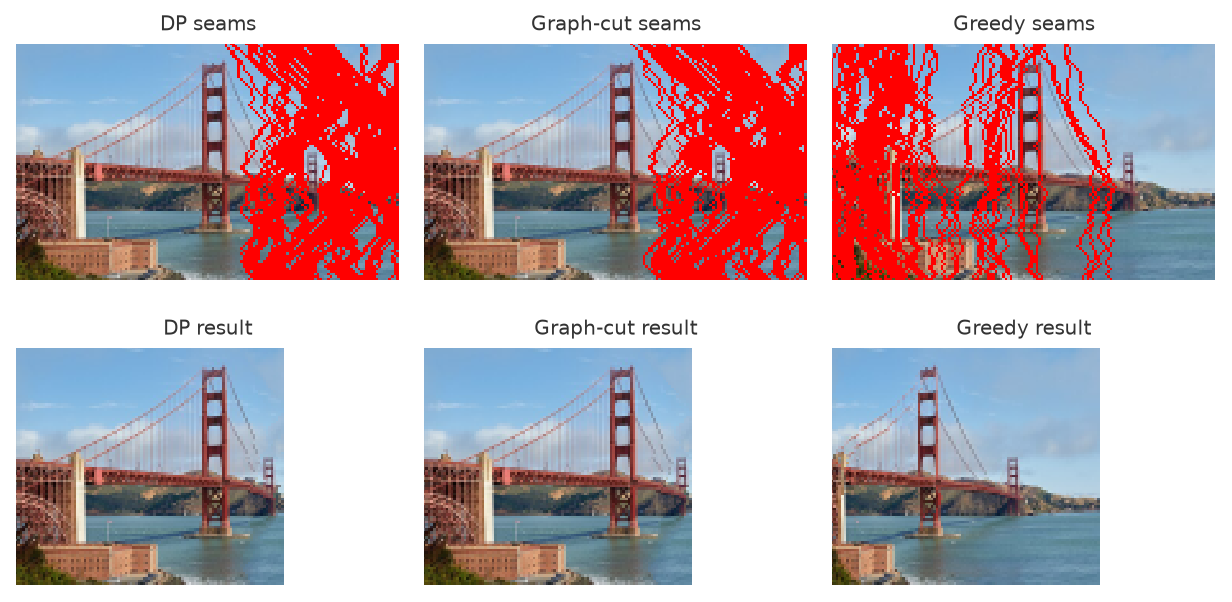 DP seams
Graph-cut seams
Greedy seams
DP result
Graph-cut result
Greedy result